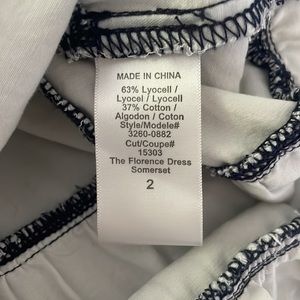 MADE IN CHINA
63% Lyocell /
Lyocel / Lyocell
37% Cotton /
Algodon / Coton
Style/Modele#
3260-0882
Cut/Coupe#
15303
The Florence Dress
Somerset
2